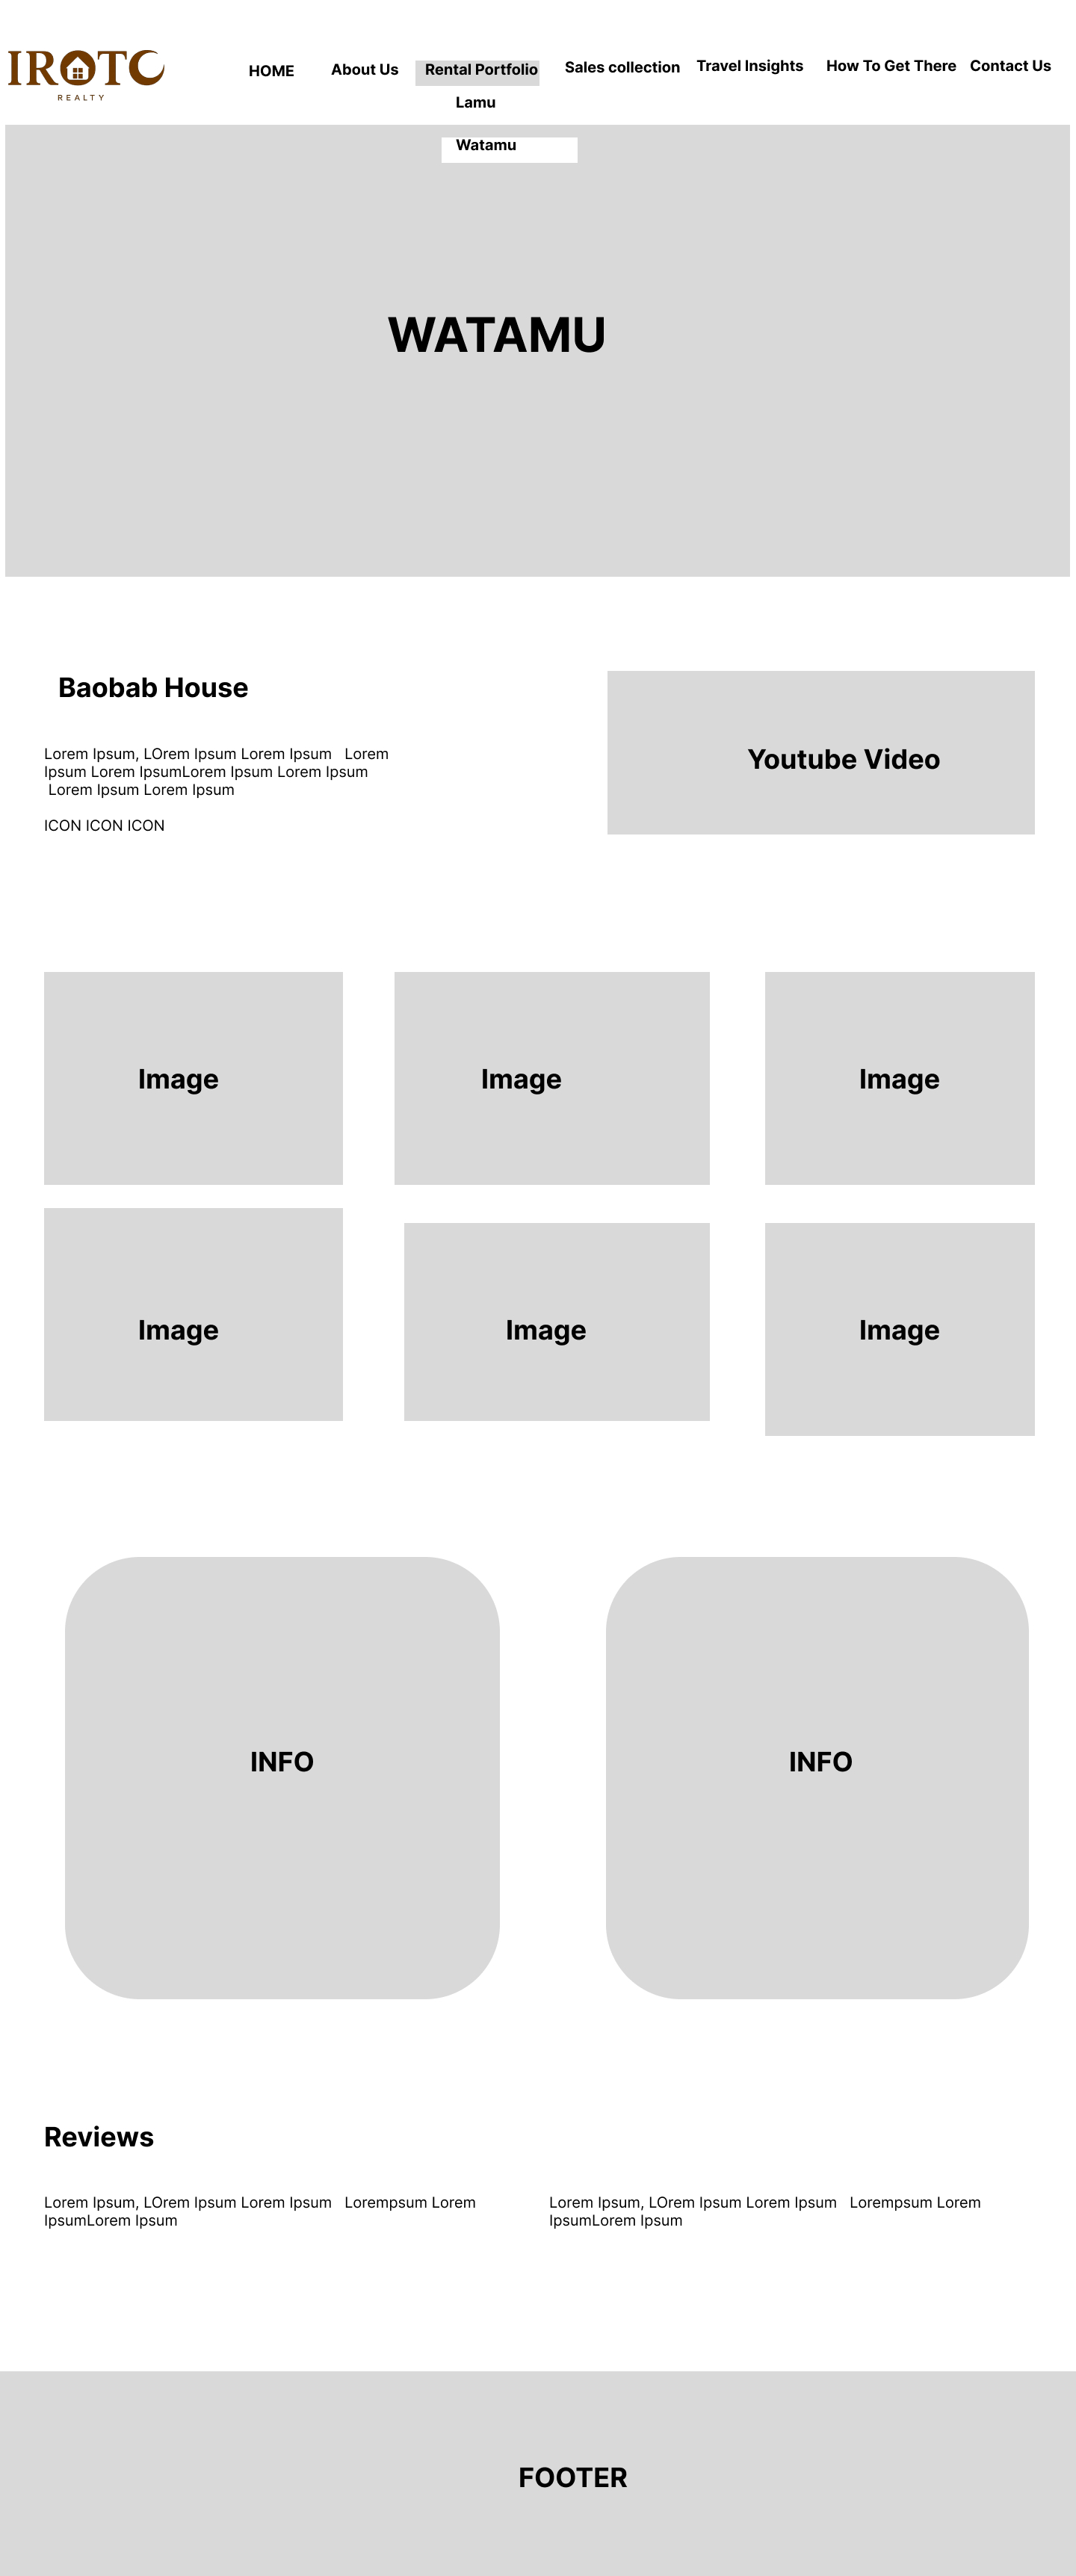 IROTO
REALTY
HOME
About Us
Rental Portfolio
Sales collection
Travel Insights
How To Get There
Contact Us
Lamu
Watamu
WATAMU
Baobab House
Lorem Ipsum, LOrem Ipsum Lorem Ipsum   Lorem
Ipsum Lorem IpsumLorem Ipsum Lorem Ipsum
Lorem Ipsum Lorem Ipsum
ICON ICON ICON
Youtube Video
Image
Image
Image
Image
Image
Image
INFO
INFO
Reviews
Lorem Ipsum, LOrem Ipsum Lorem Ipsum   Lorempsum Lorem
IpsumLorem Ipsum
Lorem Ipsum, LOrem Ipsum Lorem Ipsum   Lorempsum Lorem
IpsumLorem Ipsum
FOOTER